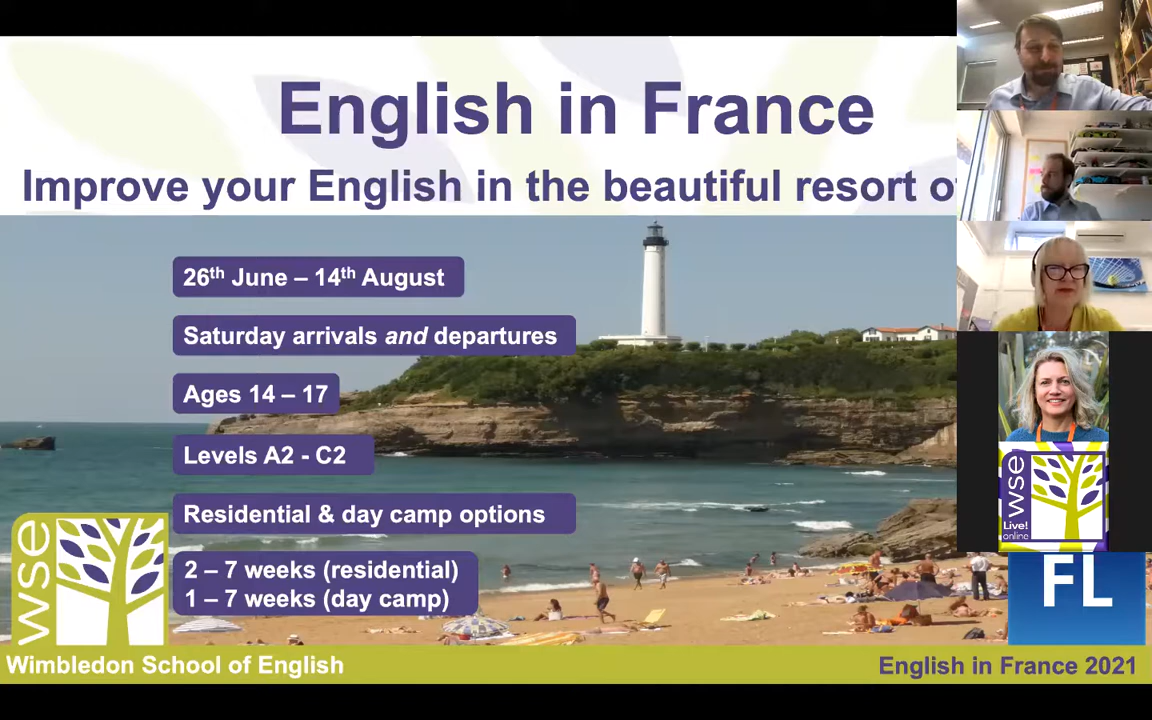 English in France
Improve your English in the beautiful resort
26th June – 14th August
Saturday arrivals and departures
Ages 14 – 17
Levels A2 - C2
Residential & day camp options
2 – 7 weeks (residential)
1 – 7 weeks (day camp)
wse
Wimbledon School of English
English in France 2021
wse
Live!
online
FL